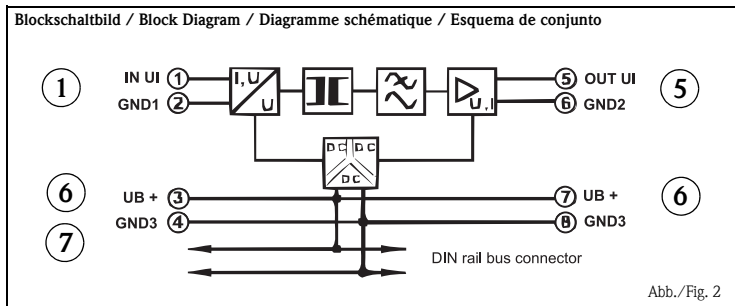 Blockschaltbild / Block Diagram / Diagramme schématique / Esquema de conjunto
1 IN UI 1 I,U U U,I 5 OUT UI 5
GND1 2 6 GND2
DC DC
DC
6 UB + 3 7 UB + 6
GND3 4 8 GND3
7 DIN rail bus connector
Abb./Fig. 2